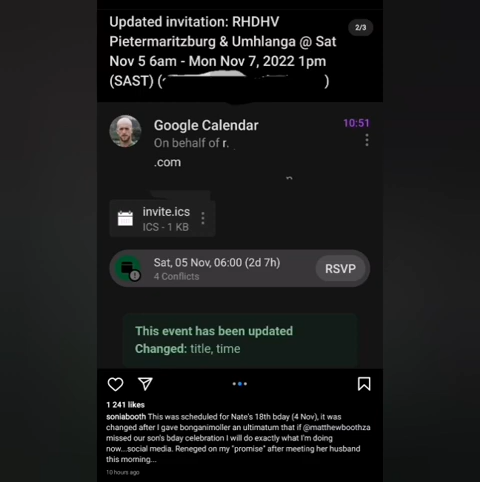 Updated invitation: RHDHV
Pietermaritzburg & Umhlanga @ Sat
Nov 5 6am - Mon Nov 7, 2022 1pm
(SAST) ( )
2/3
Google Calendar
10:51
On behalf of r.
.com
invite.ics
ICS - 1 KB
Sat, 05 Nov, 06:00 (2d 7h)
4 Conflicts
RSVP
This event has been updated
Changed: title, time
1 241 likes
soniabooth This was scheduled for Nate's 18th bday (4 Nov), it was
changed after I gave bonganimoller an ultimatum that if @matthewboothza
missed our son's bday celebration I will do exactly what I'm doing
now...social media. Reneged on my "promise" after meeting her husband
this morning...
10 hours ago